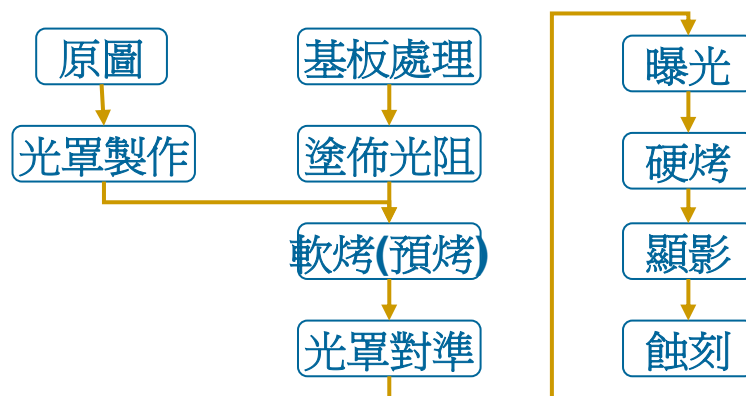 原圖
光罩製作
基板處理
塗佈光阻
軟烤(預烤)
光罩對準
曝光
硬烤
顯影
蝕刻